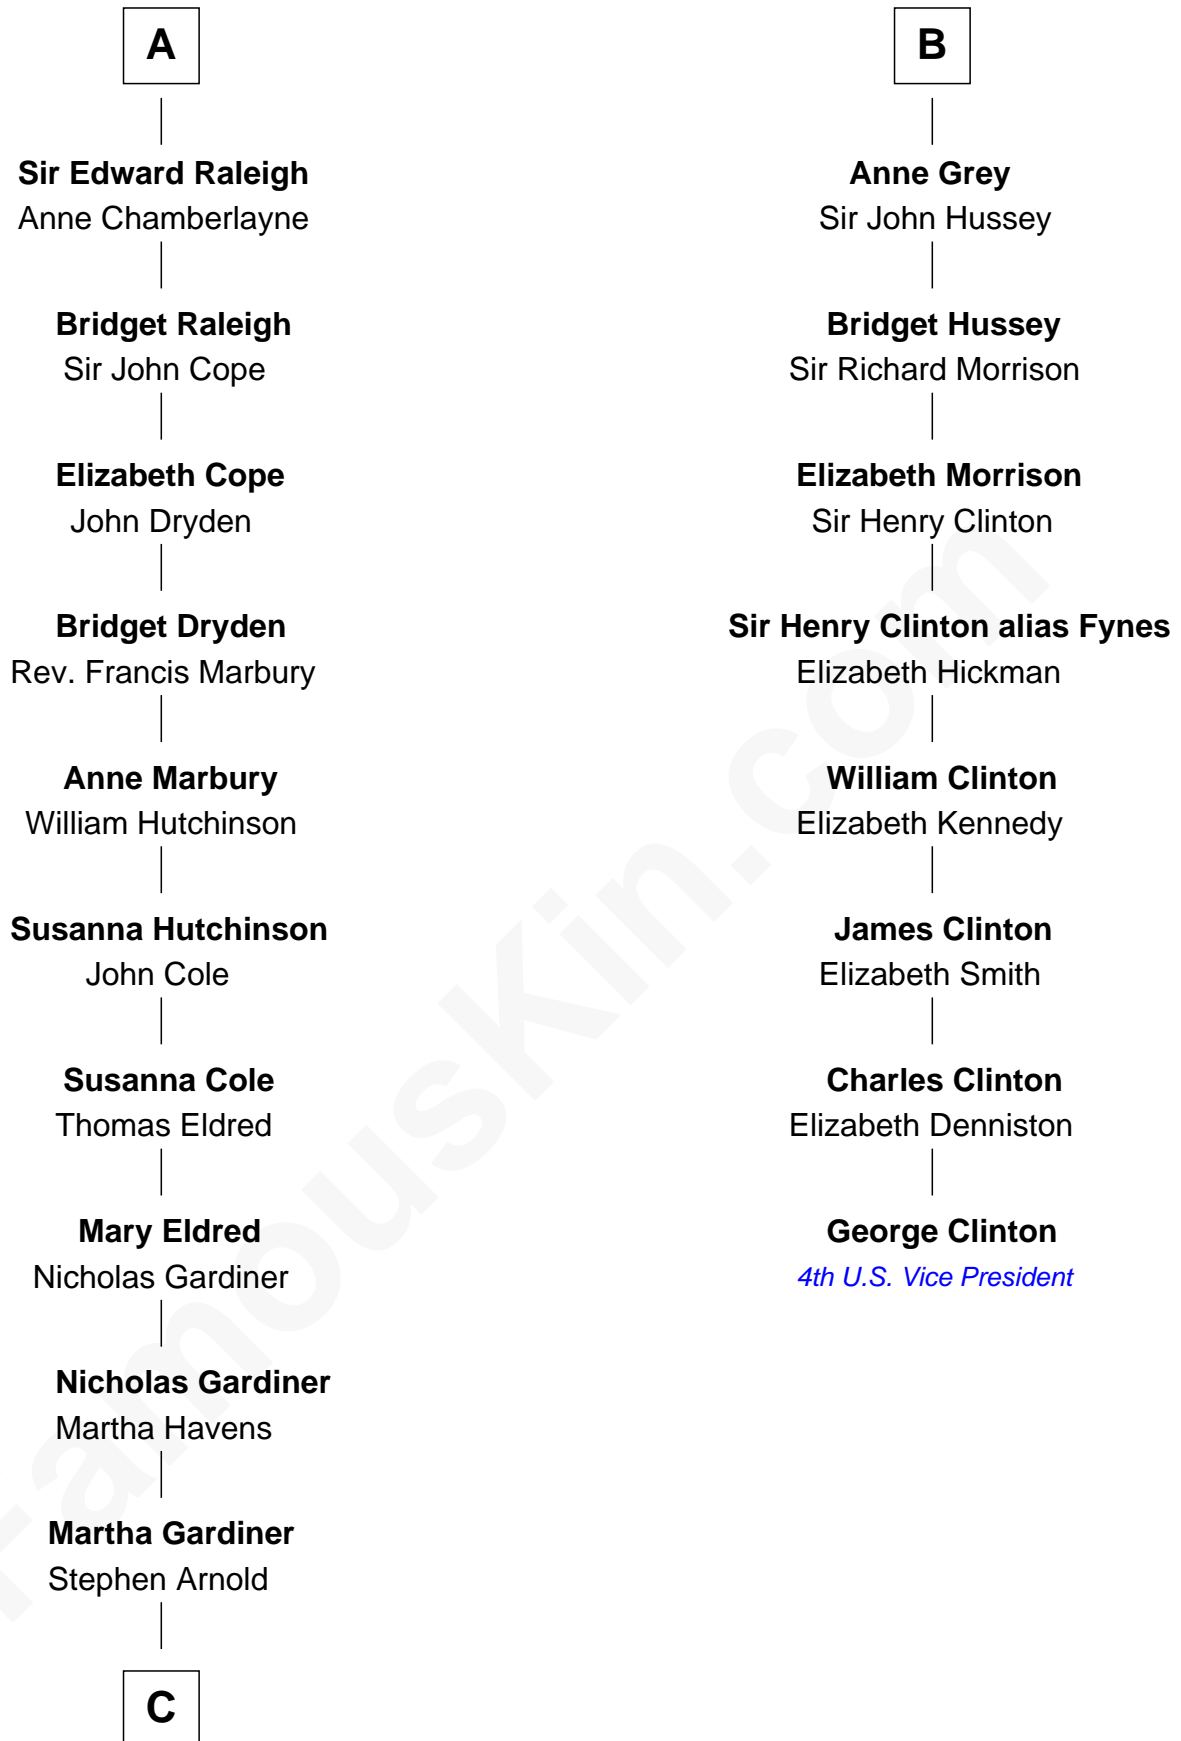 A
Sir Edward Raleigh
Anne Chamberlayne
Bridget Raleigh
Sir John Cope
Elizabeth Cope
John Dryden
Bridget Dryden
Rev. Francis Marbury
Anne Marbury
William Hutchinson
Susanna Hutchinson
John Cole
Susanna Cole
Thomas Eldred
Mary Eldred
Nicholas Gardiner
Nicholas Gardiner
Martha Havens
Martha Gardiner
Stephen Arnold
C
B
Anne Grey
Sir John Hussey
Bridget Hussey
Sir Richard Morrison
Elizabeth Morrison
Sir Henry Clinton
Sir Henry Clinton alias Fynes
Elizabeth Hickman
William Clinton
Elizabeth Kennedy
James Clinton
Elizabeth Smith
Charles Clinton
Elizabeth Denniston
George Clinton
4th U.S. Vice President
FamousKin.com